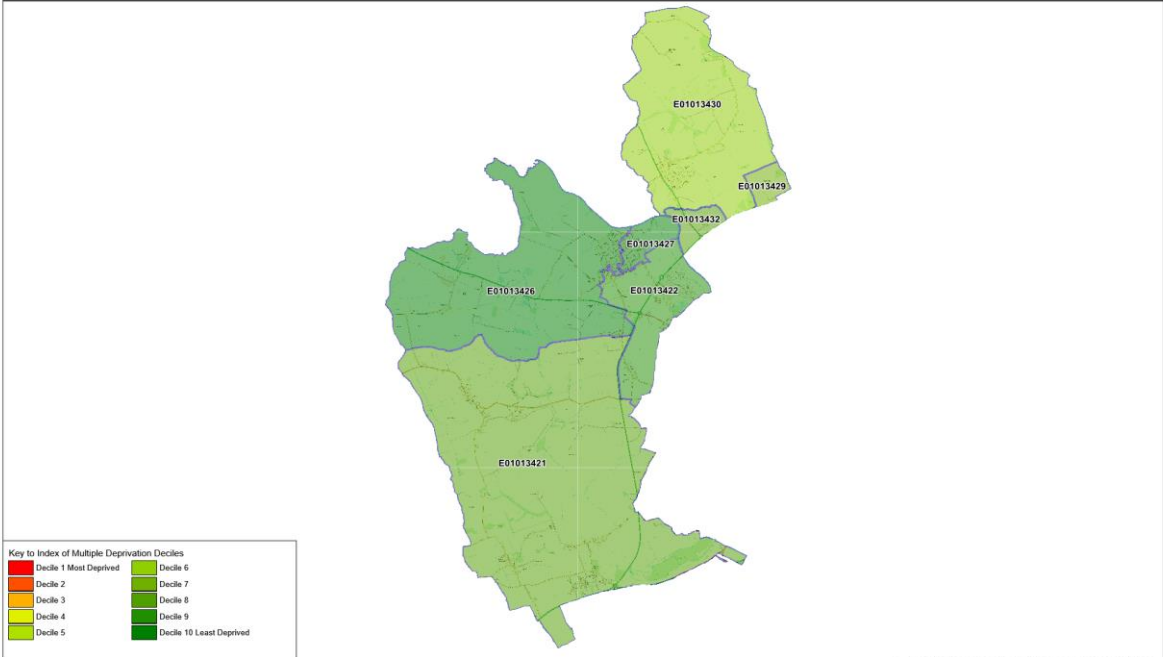 E01013430
E01013429
E01013432
E01013427
E01013422
E01013426
E01013421
Key to Index of Multiple Deprivation Deciles
Decile 1 Most Deprived
Decile 2
Decile 3
Decile 4
Decile 5
Decile 6
Decile 7
Decile 8
Decile 9
Decile 10 Least Deprived